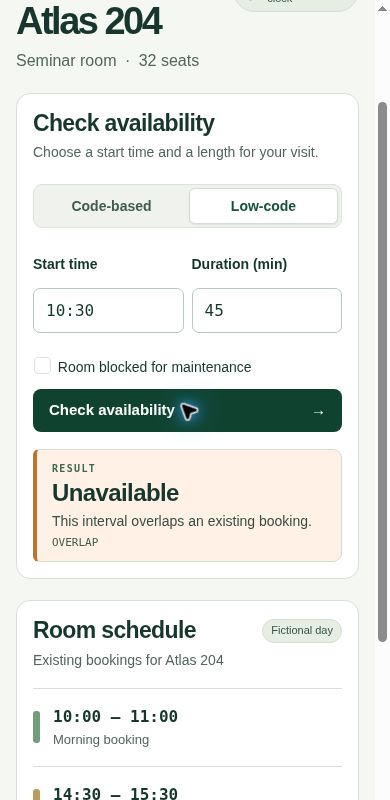 clock
Atlas 204
Seminar room · 32 seats
Check availability
Choose a start time and a length for your visit.
Code-based
Low-code
Start time
Duration (min)
10:30
45
Room blocked for maintenance
Check availability →
RESULT
Unavailable
This interval overlaps an existing booking.
OVERLAP
Room schedule
Fictional day
Existing bookings for Atlas 204
10:00 – 11:00
Morning booking
14:30 – 15:30